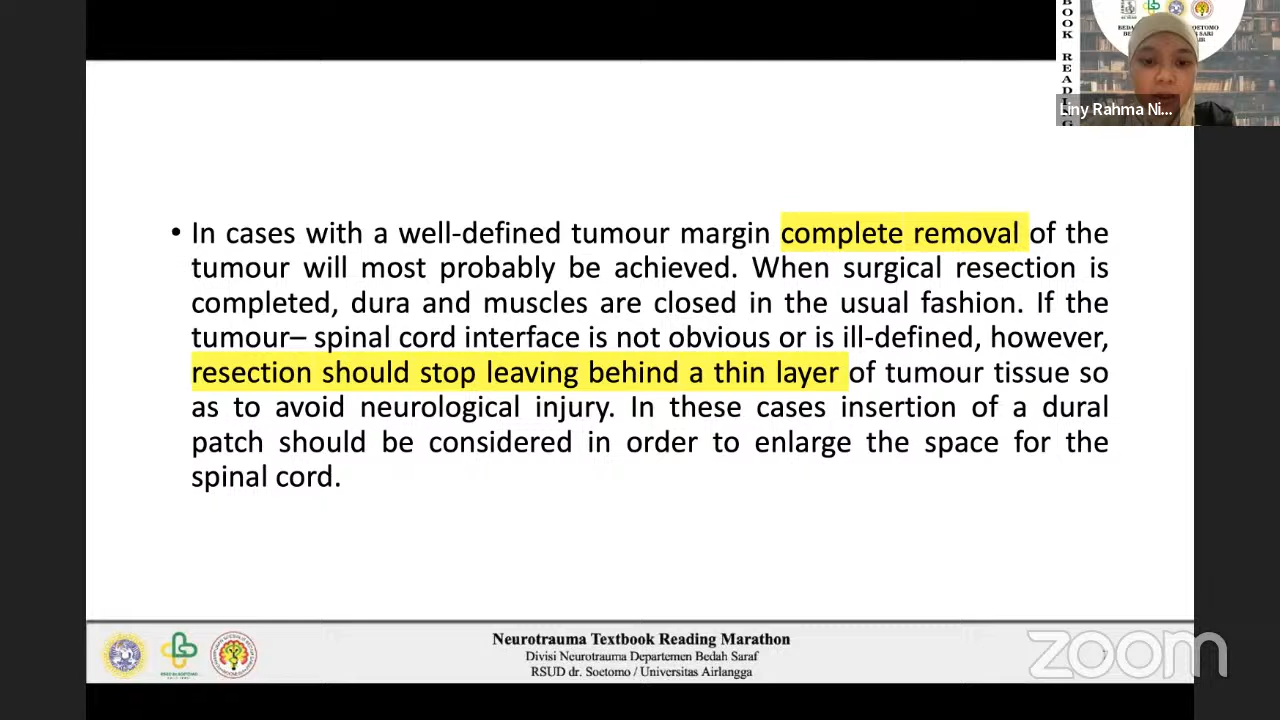 BOOK READING
Liny Rahma Ni...
• In cases with a well-defined tumour margin complete removal of the
tumour will most probably be achieved. When surgical resection is
completed, dura and muscles are closed in the usual fashion. If the
tumour– spinal cord interface is not obvious or is ill-defined, however,
resection should stop leaving behind a thin layer of tumour tissue so
as to avoid neurological injury. In these cases insertion of a dural
patch should be considered in order to enlarge the space for the
spinal cord.
Neurotrauma Textbook Reading Marathon
Divisi Neurotrauma Departemen Bedah Saraf
RSUD dr. Soetomo / Universitas Airlangga
zoom